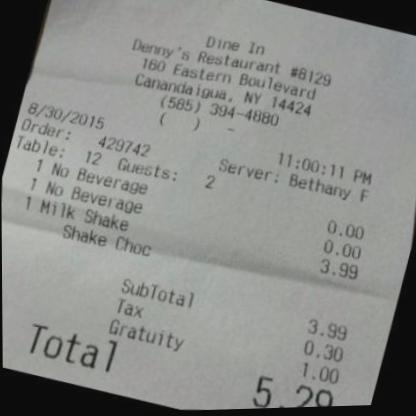 Dine In
Denny's Restaurant #8129
160 Eastern Boulevard
Canandaigua, NY 14424
(585) 394-4880
( ) -
8/30/2015 11:00:11 PM
Order: 429742 Server: Bethany F
Table: 12 Guests: 2
1 No Beverage 0.00
1 No Beverage 0.00
1 Milk Shake 3.99
Shake Choc
SubTotal 3.99
Tax 0.30
Gratuity 1.00
Total 5.29